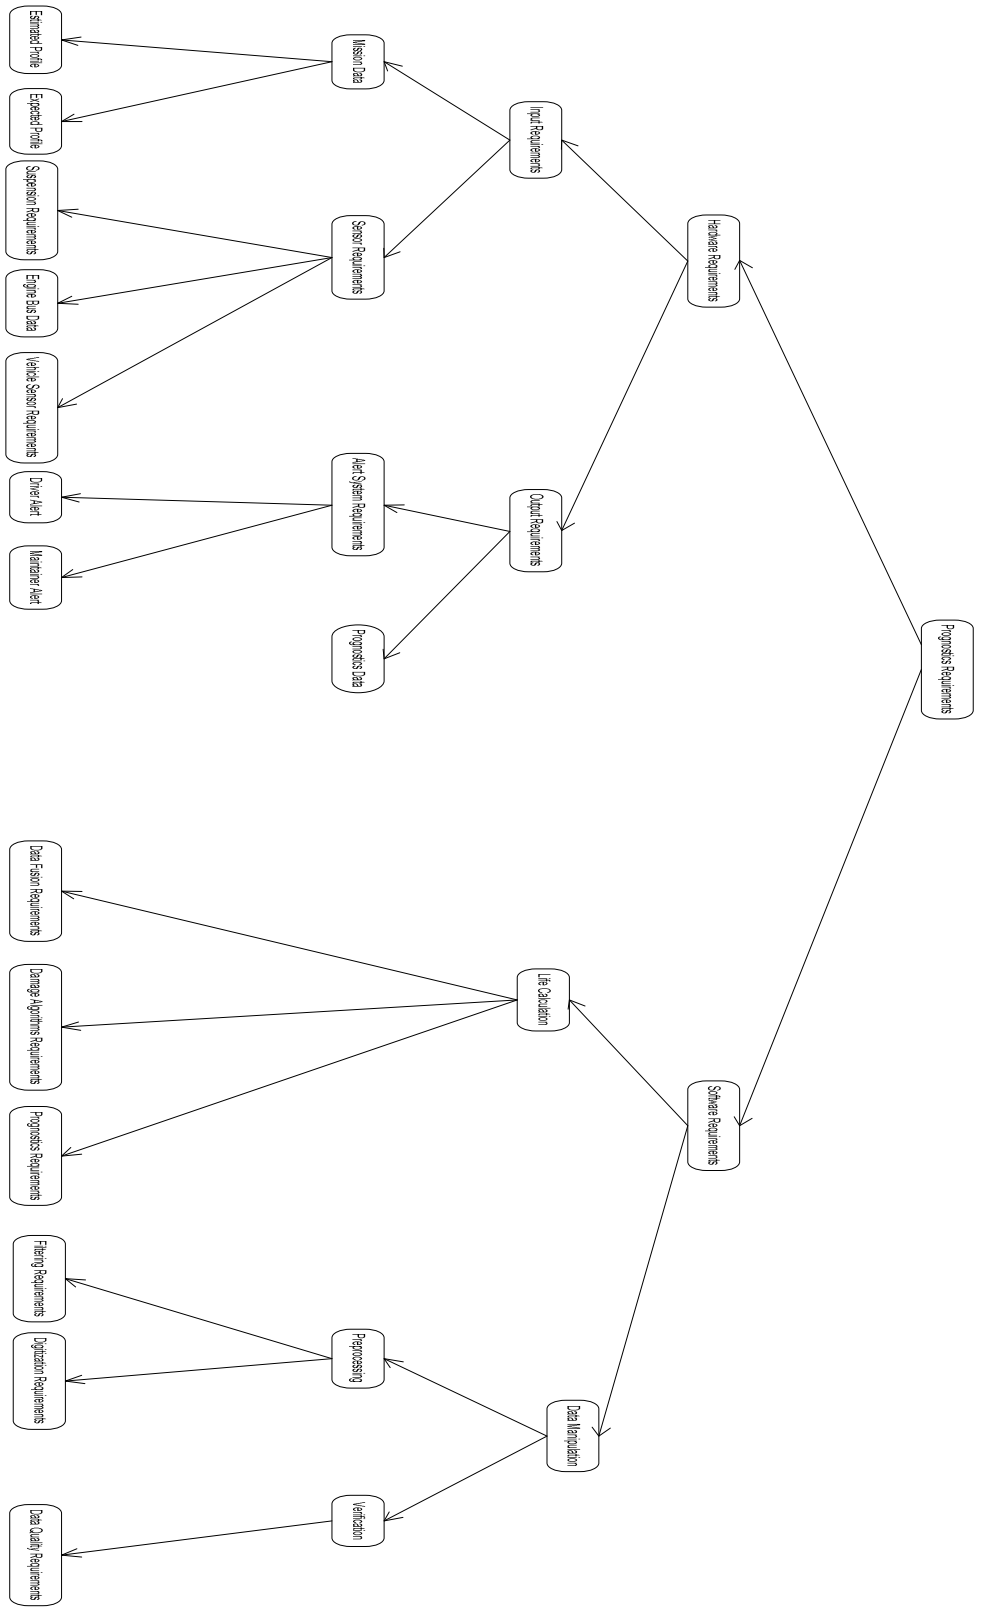 Prognostics Requirements
Hardware Requirements
Software Requirements
Input Requirements
Output Requirements
Life Calculation
Data Manipulation
Mission Data
Sensor Requirements
Alert System Requirements
Prognostics Data
Preprocessing
Verification
Estimated Profile
Expected Profile
Suspension Requirements
Engine Bus Data
Vehicle Sensor Requirements
Driver Alert
Maintainer Alert
Data Fusion Requirements
Damage Algorithms Requirements
Prognostics Requirements
Filtering Requirements
Digitization Requirements
Data Quality Requirements